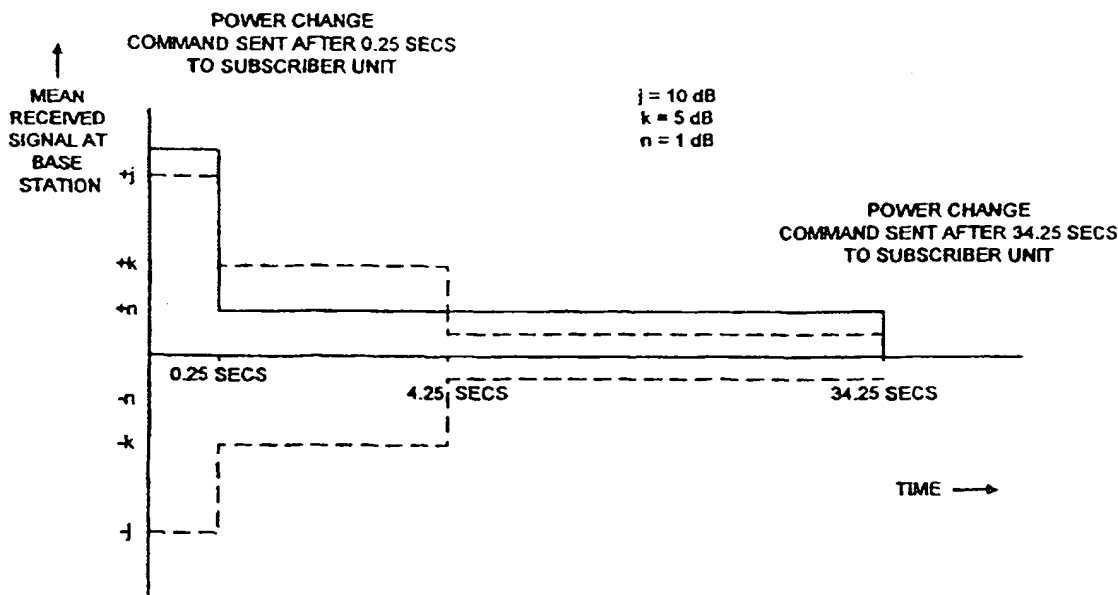 POWER CHANGE
COMMAND SENT AFTER 0.25 SECS
TO SUBSCRIBER UNIT
MEAN
RECEIVED
SIGNAL AT
BASE
STATION
j = 10 dB
k = 5 dB
n = 1 dB
+j
POWER CHANGE
COMMAND SENT AFTER 34.25 SECS
TO SUBSCRIBER UNIT
+k
+n
0.25 SECS
4.25 SECS
34.25 SECS
-n
-k
TIME
-j